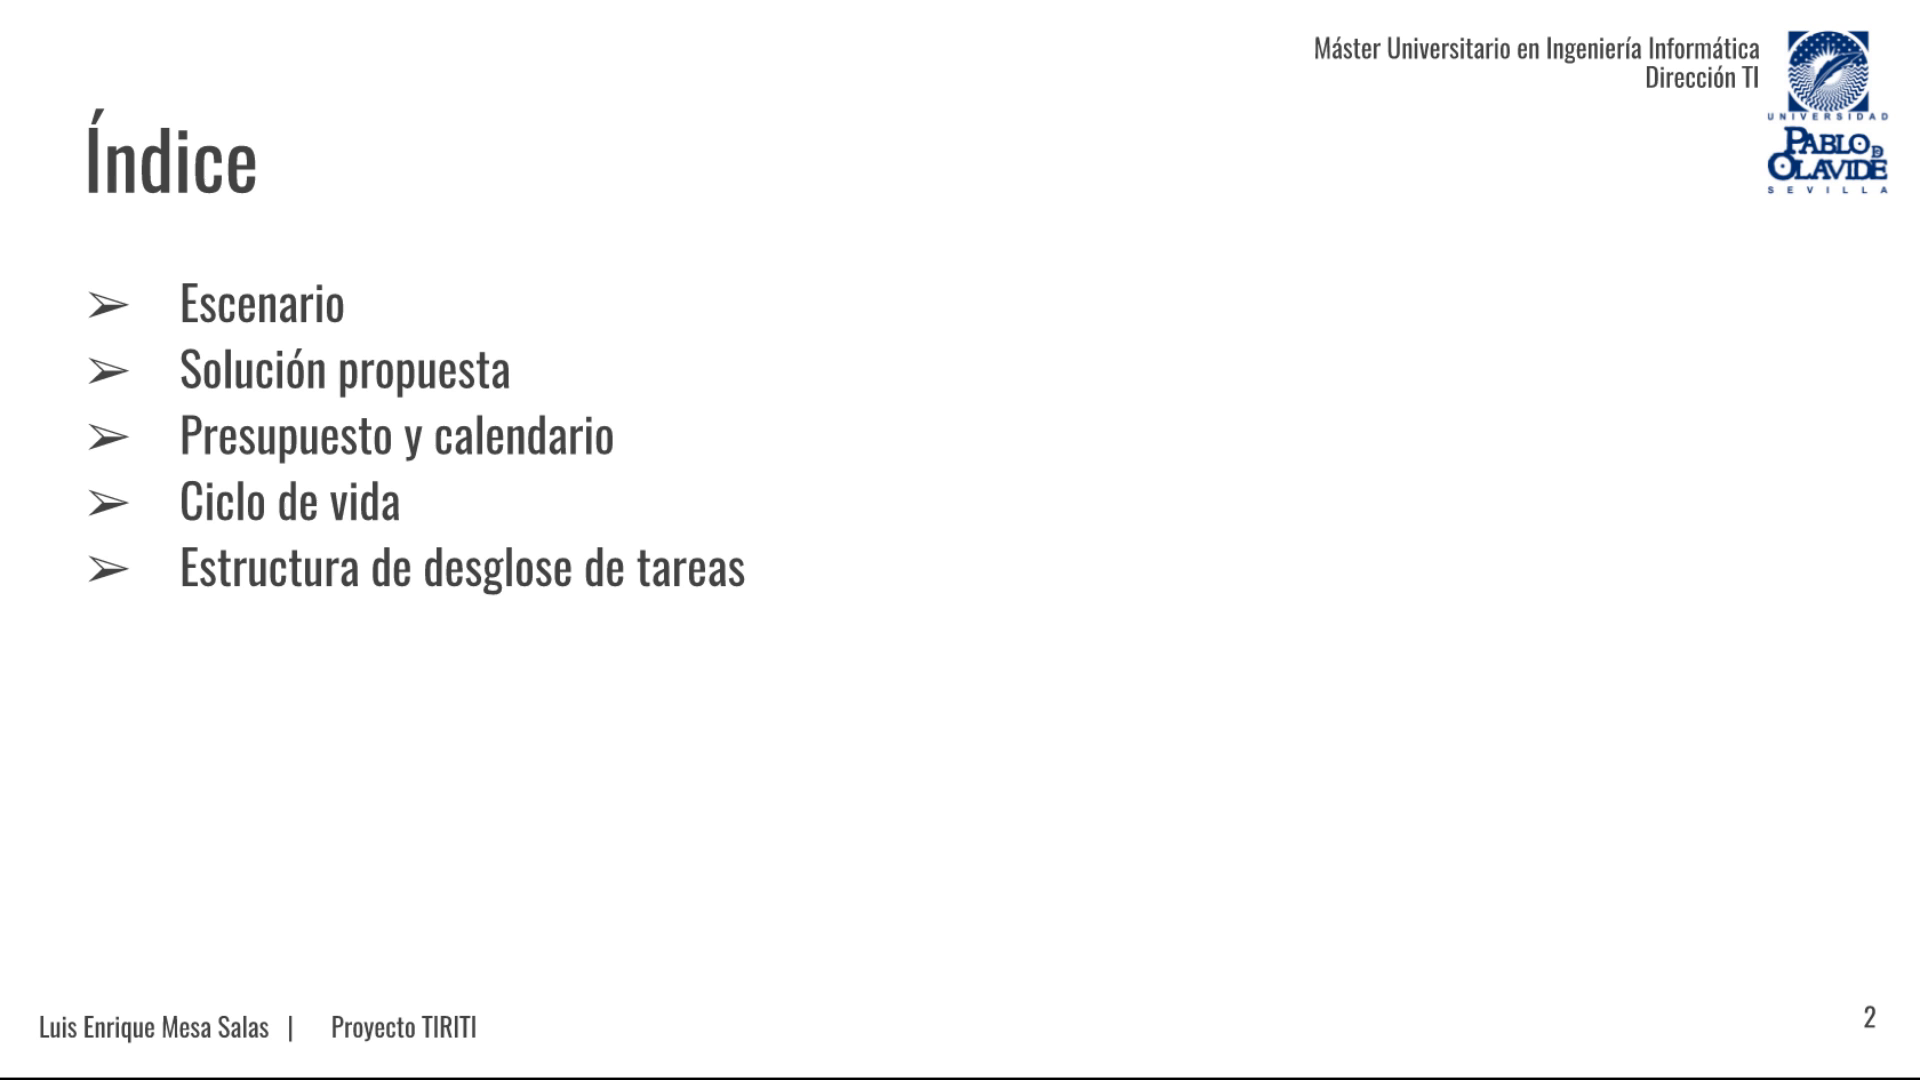 Máster Universitario en Ingeniería Informática
Dirección TI
UNIVERSIDAD
PABLO DE
OLAVIDE
SEVILLA
Índice
➢ Escenario
➢ Solución propuesta
➢ Presupuesto y calendario
➢ Ciclo de vida
➢ Estructura de desglose de tareas
Luis Enrique Mesa Salas | Proyecto TIRITI
2